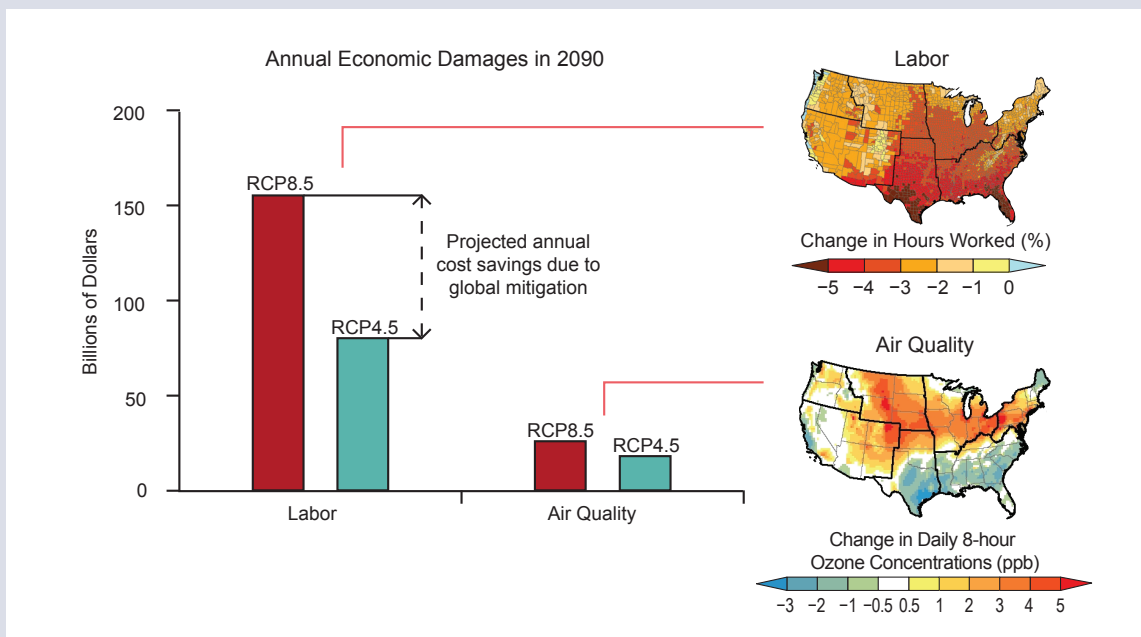 Annual Economic Damages in 2090
Billions of Dollars
200
150
100
50
0
RCP8.5
RCP4.5
Projected annual
cost savings due to
global mitigation
RCP8.5
RCP4.5
Labor
Air Quality
Labor
Change in Hours Worked (%)
−5 −4 −3 −2 −1 0
Air Quality
Change in Daily 8-hour
Ozone Concentrations (ppb)
−3 −2 −1 −0.5 0.5 1 2 3 4 5